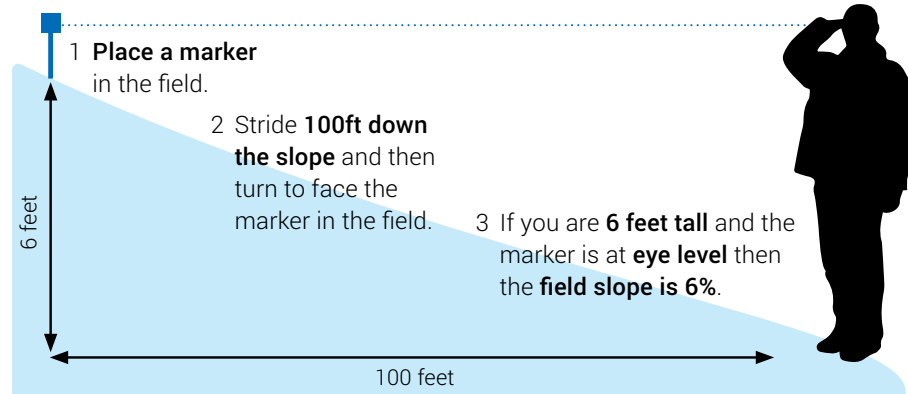 1 Place a marker
in the field.
2 Stride 100ft down
the slope and then
turn to face the
marker in the field.
3 If you are 6 feet tall and the
marker is at eye level then
the field slope is 6%.
6 feet
100 feet